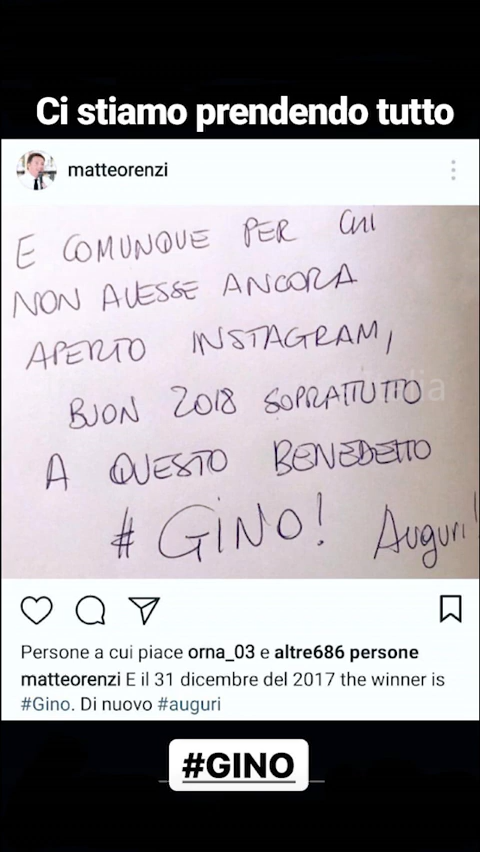 Ci stiamo prendendo tutto
matteorenzi
E COMUNQUE PER CHI
NON AVESSE ANCORA
APERTO INSTAGRAM,
BUON 2018 SOPRATTUTTO
A QUESTO BENEDETTO
#GINO! Auguri!
Persone a cui piace orna_03 e altre686 persone
matteorenzi E il 31 dicembre del 2017 the winner is
#Gino. Di nuovo #auguri
#GINO